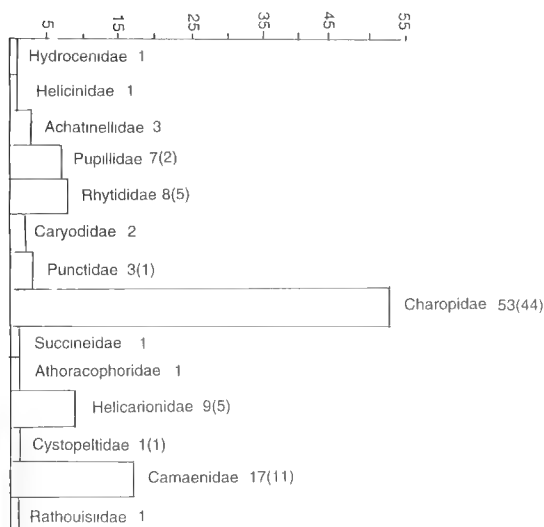 5 15 25 35 45 55
Hydrocenidae 1
Helicinidae 1
Achatinellidae 3
Pupillidae 7(2)
Rhytididae 8(5)
Caryodidae 2
Punctidae 3(1)
Charopidae 53(44)
Succineidae 1
Athoracophoridae 1
Helicarionidae 9(5)
Cystopeltidae 1(1)
Camaenidae 17(11)
Rathouisiidae 1